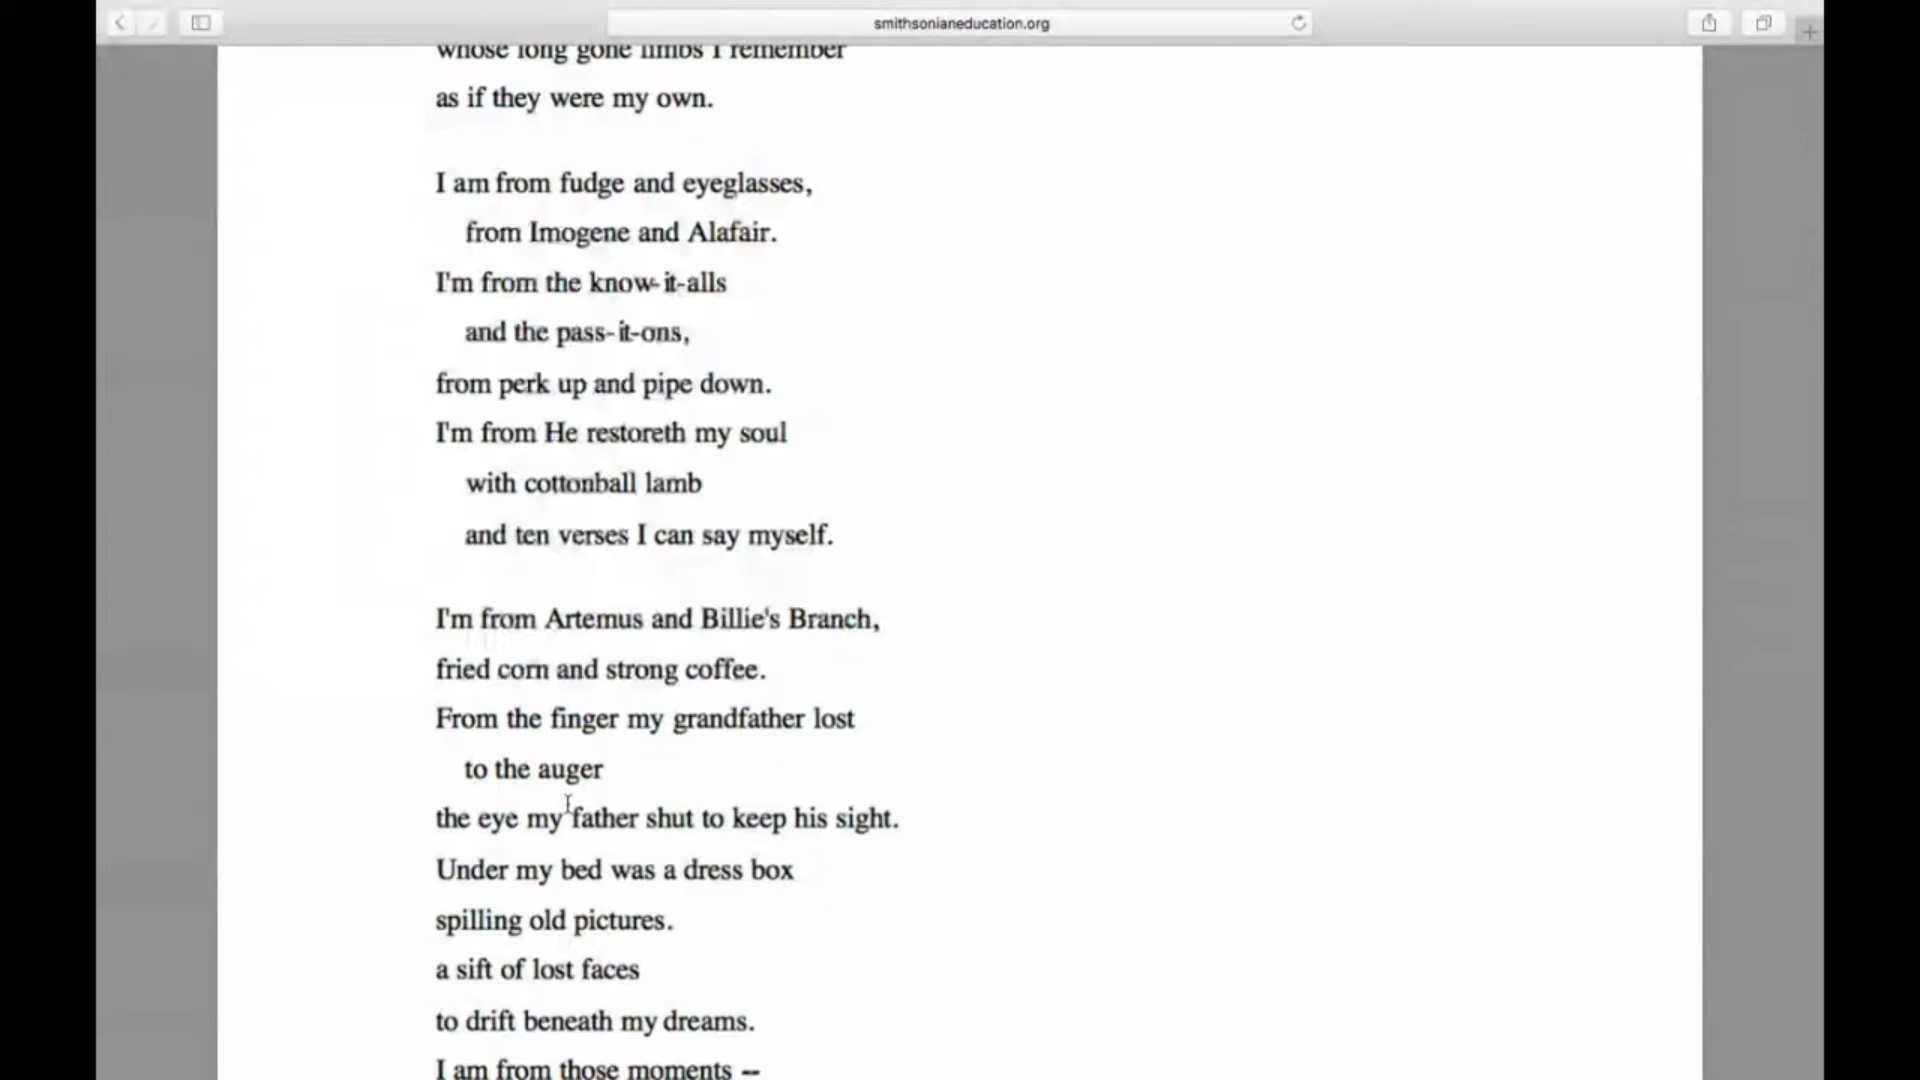 smithsonianeducation.org
whose long gone limbs I remember
as if they were my own.
I am from fudge and eyeglasses,
from Imogene and Alafair.
I'm from the know-it-alls
and the pass-it-ons,
from perk up and pipe down.
I'm from He restoreth my soul
with cottonball lamb
and ten verses I can say myself.
I'm from Artemus and Billie's Branch,
fried corn and strong coffee.
From the finger my grandfather lost
to the auger
the eye my father shut to keep his sight.
Under my bed was a dress box
spilling old pictures.
a sift of lost faces
to drift beneath my dreams.
I am from those moments --